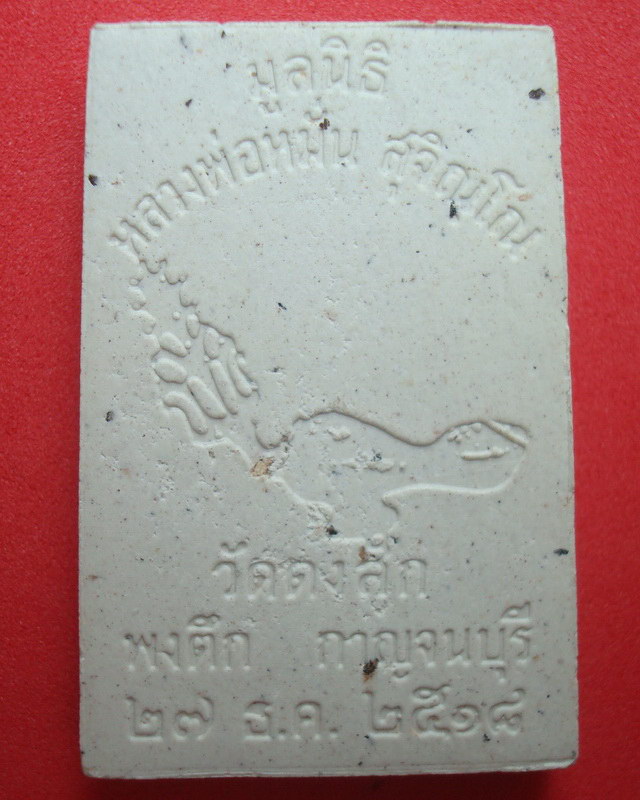 มูลนิธิ
หลวงพ่อหมั้น สุจิณฺโณ
วัดดงสัก
พงตึก กาญจนบุรี
๒๗ ธ.ค. ๒๕๑๘